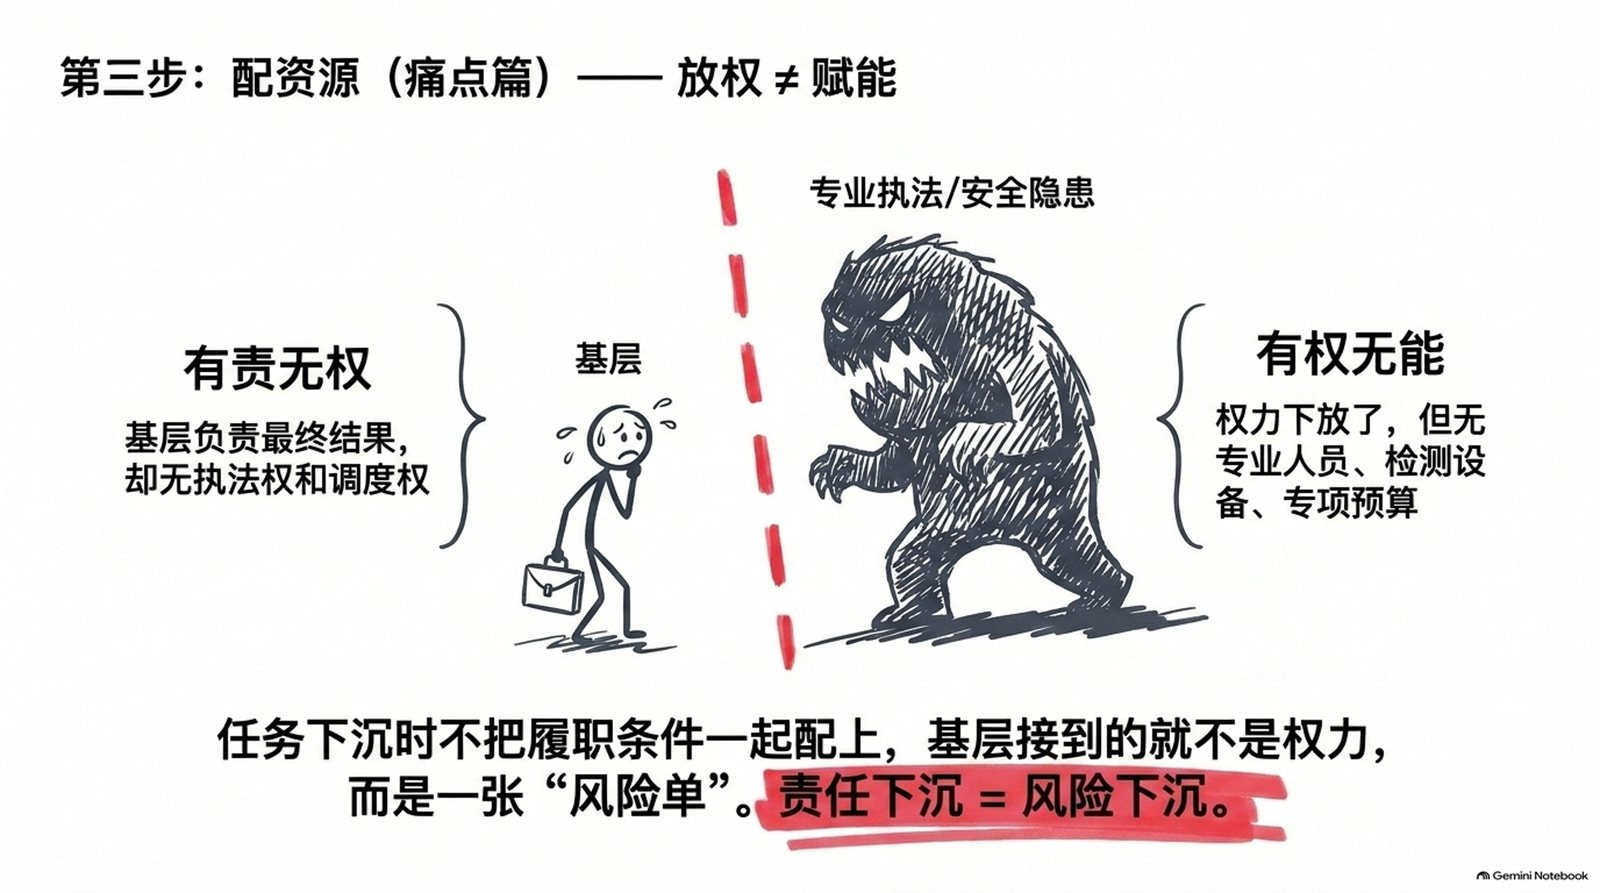 第三步：配资源（痛点篇）—— 放权 ≠ 赋能
专业执法/安全隐患
有责无权
基层负责最终结果，
却无执法权和调度权
基层
有权无能
权力下放了，但无
专业人员、检测设
备、专项预算
任务下沉时不把履职条件一起配上，基层接到的就不是权力，
而是一张“风险单”。责任下沉 = 风险下沉。
Gemini Notebook